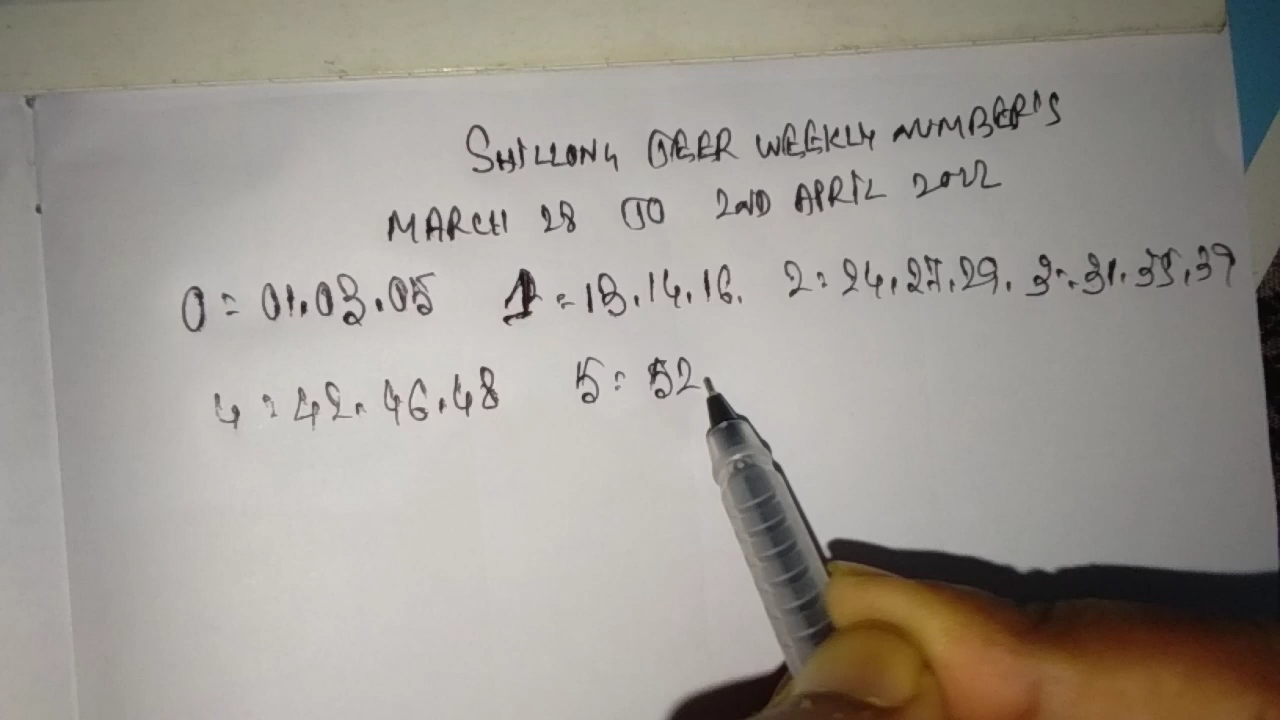 SHILLONG TEER WEEKLY NUMBER'S
MARCH 28 TO 2ND APRIL 2022
0 = 01.03.05 1 = 13.14.16. 2 = 24.27.29. 3 = 31.35.39
4 = 42.46.48 5 = 52